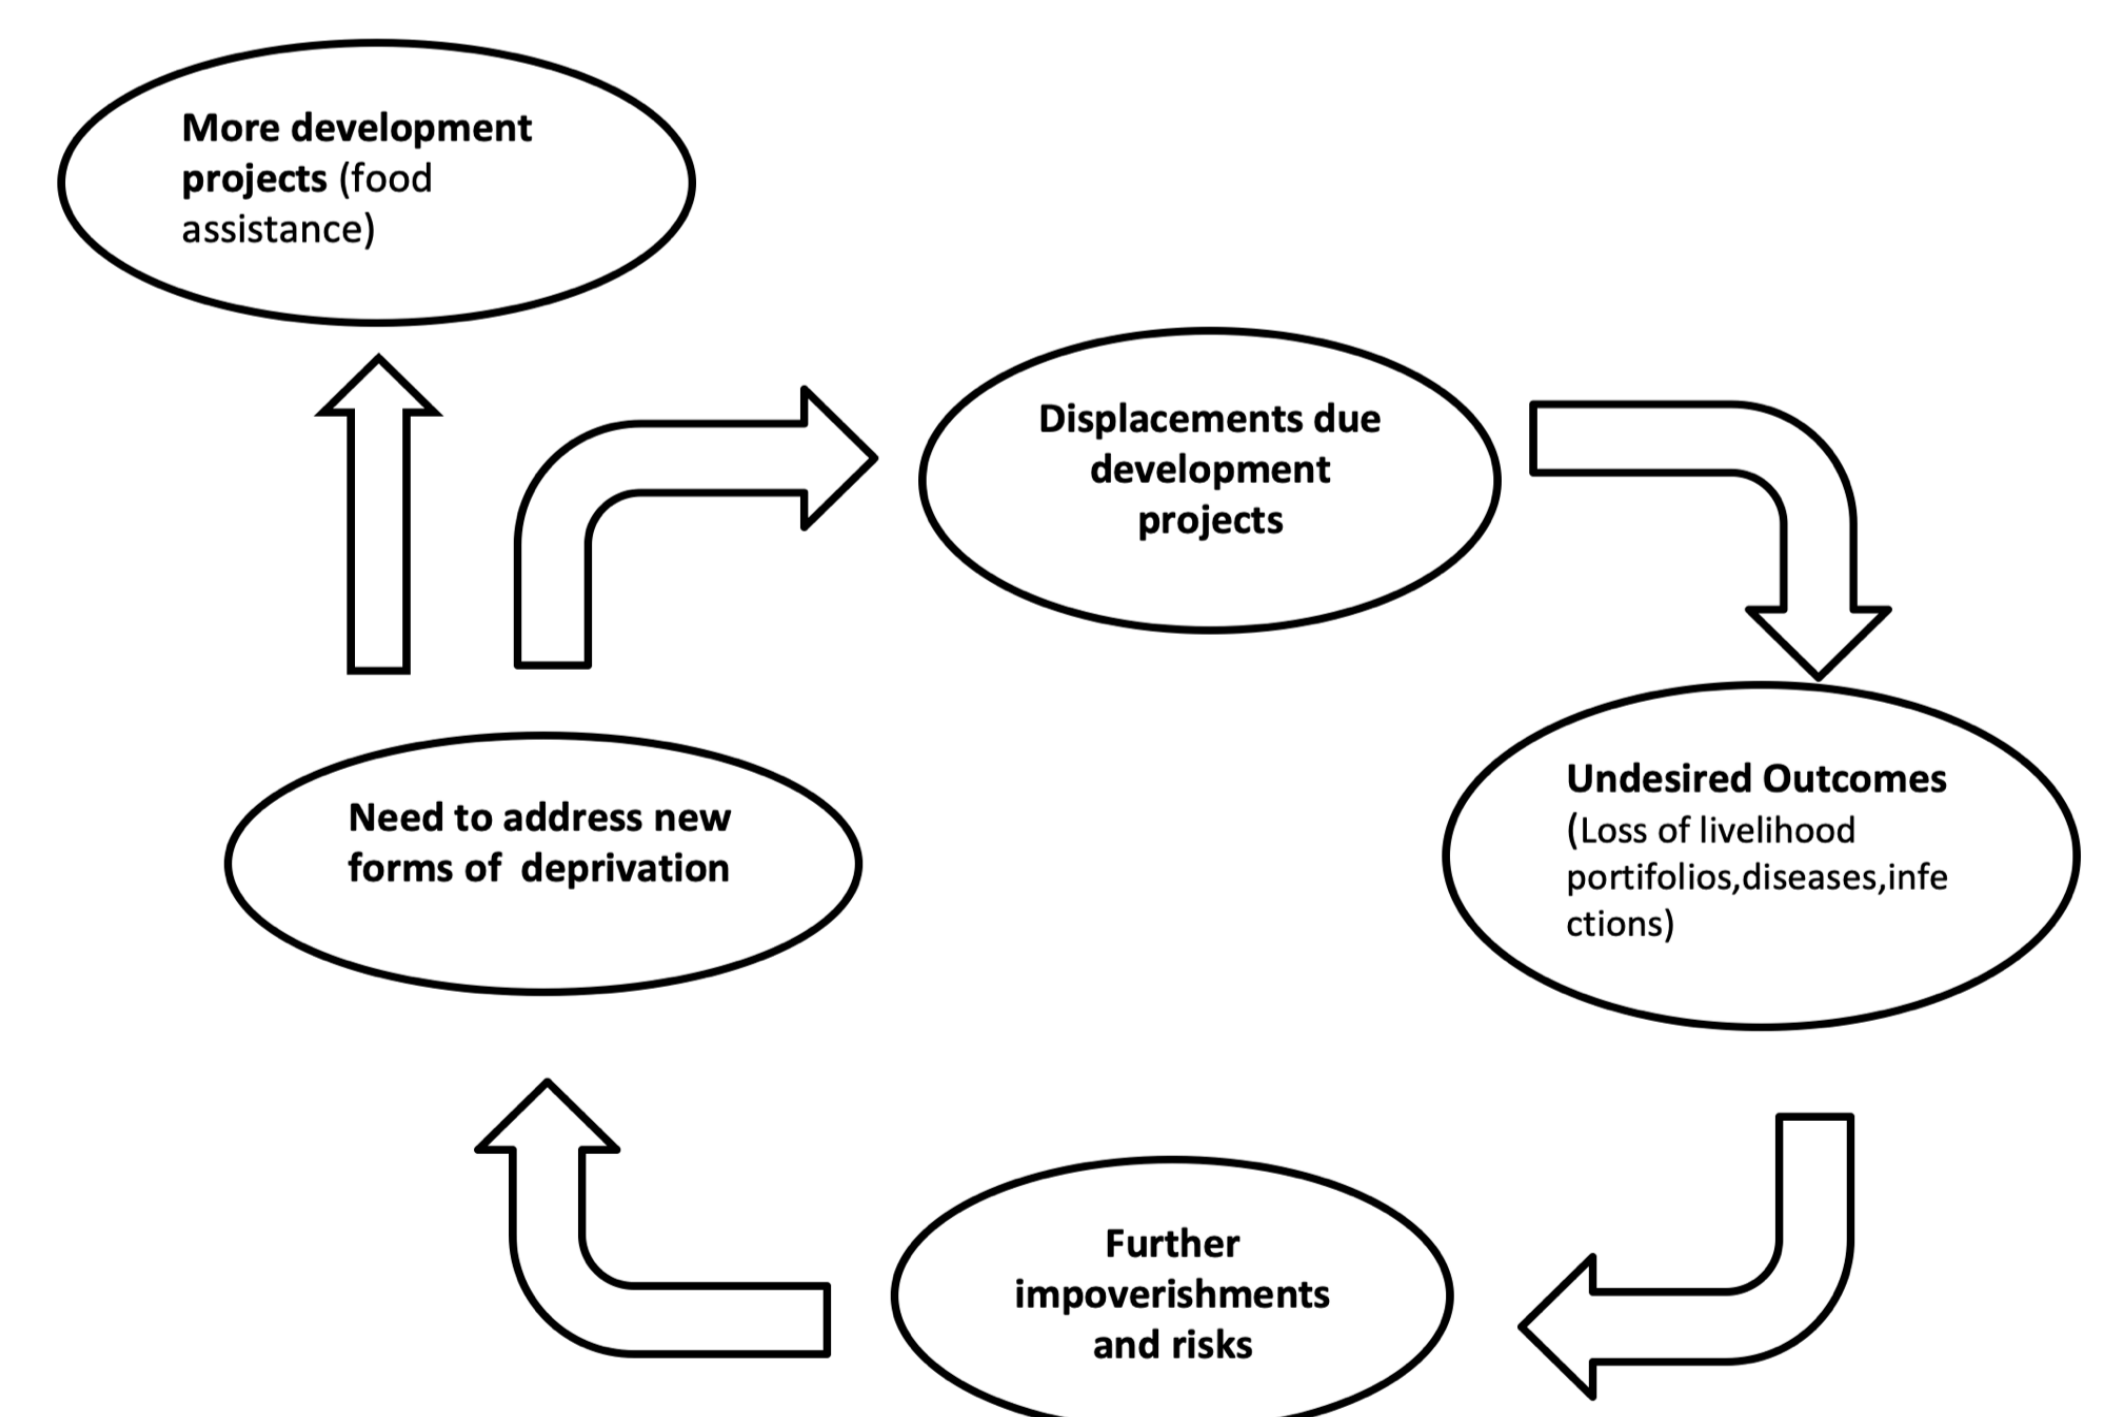 More development
projects (food
assistance)
Displacements due
development
projects
Need to address new
forms of  deprivation
Undesired Outcomes
(Loss of livelihood
portifolios,diseases,infe
ctions)
Further
impoverishments
and risks